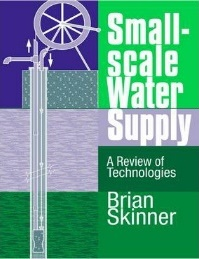 Small-
scale
Water
Supply
A Review of
Technologies
Brian
Skinner